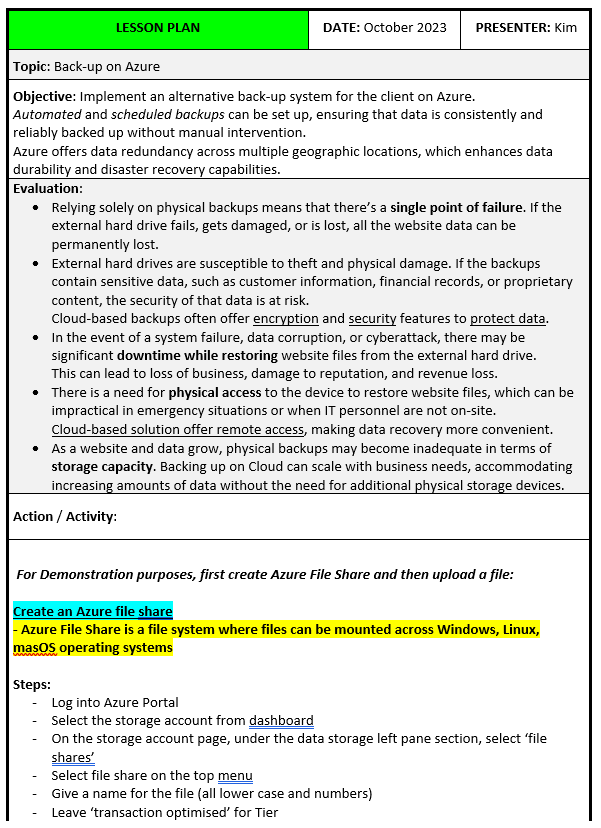 LESSON PLAN DATE: October 2023 PRESENTER: Kim
Topic: Back-up on Azure
Objective: Implement an alternative back-up system for the client on Azure.
Automated and scheduled backups can be set up, ensuring that data is consistently and
reliably backed up without manual intervention.
Azure offers data redundancy across multiple geographic locations, which enhances data
durability and disaster recovery capabilities.
Evaluation:
• Relying solely on physical backups means that there’s a single point of failure. If the
external hard drive fails, gets damaged, or is lost, all the website data can be
permanently lost.
• External hard drives are susceptible to theft and physical damage. If the backups
contain sensitive data, such as customer information, financial records, or proprietary
content, the security of that data is at risk.
Cloud-based backups often offer encryption and security features to protect data.
• In the event of a system failure, data corruption, or cyberattack, there may be
significant downtime while restoring website files from the external hard drive.
This can lead to loss of business, damage to reputation, and revenue loss.
• There is a need for physical access to the device to restore website files, which can be
impractical in emergency situations or when IT personnel are not on-site.
Cloud-based solution offer remote access, making data recovery more convenient.
• As a website and data grow, physical backups may become inadequate in terms of
storage capacity. Backing up on Cloud can scale with business needs, accommodating
increasing amounts of data without the need for additional physical storage devices.
Action / Activity:
For Demonstration purposes, first create Azure File Share and then upload a file:
Create an Azure file share
- Azure File Share is a file system where files can be mounted across Windows, Linux,
masOS operating systems
Steps:
- Log into Azure Portal
- Select the storage account from dashboard
- On the storage account page, under the data storage left pane section, select ‘file
shares’
- Select file share on the top menu
- Give a name for the file (all lower case and numbers)
- Leave ‘transaction optimised’ for Tier